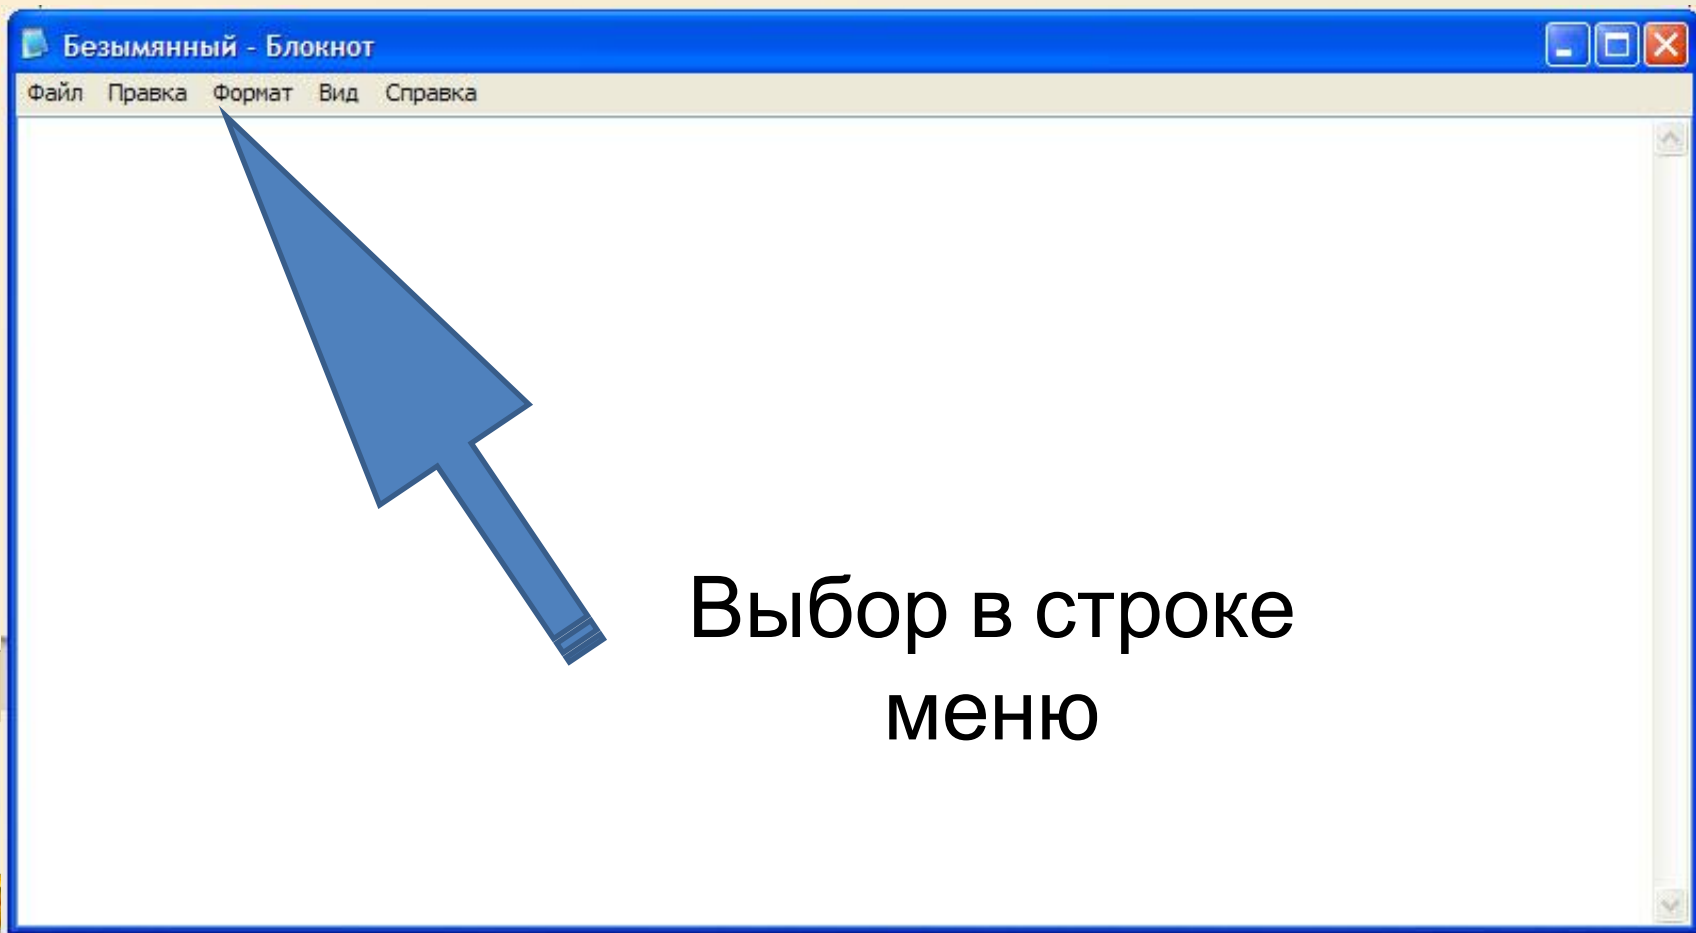 Безымянный - Блокнот
Файл Правка Формат Вид Справка
Выбор в строке
меню